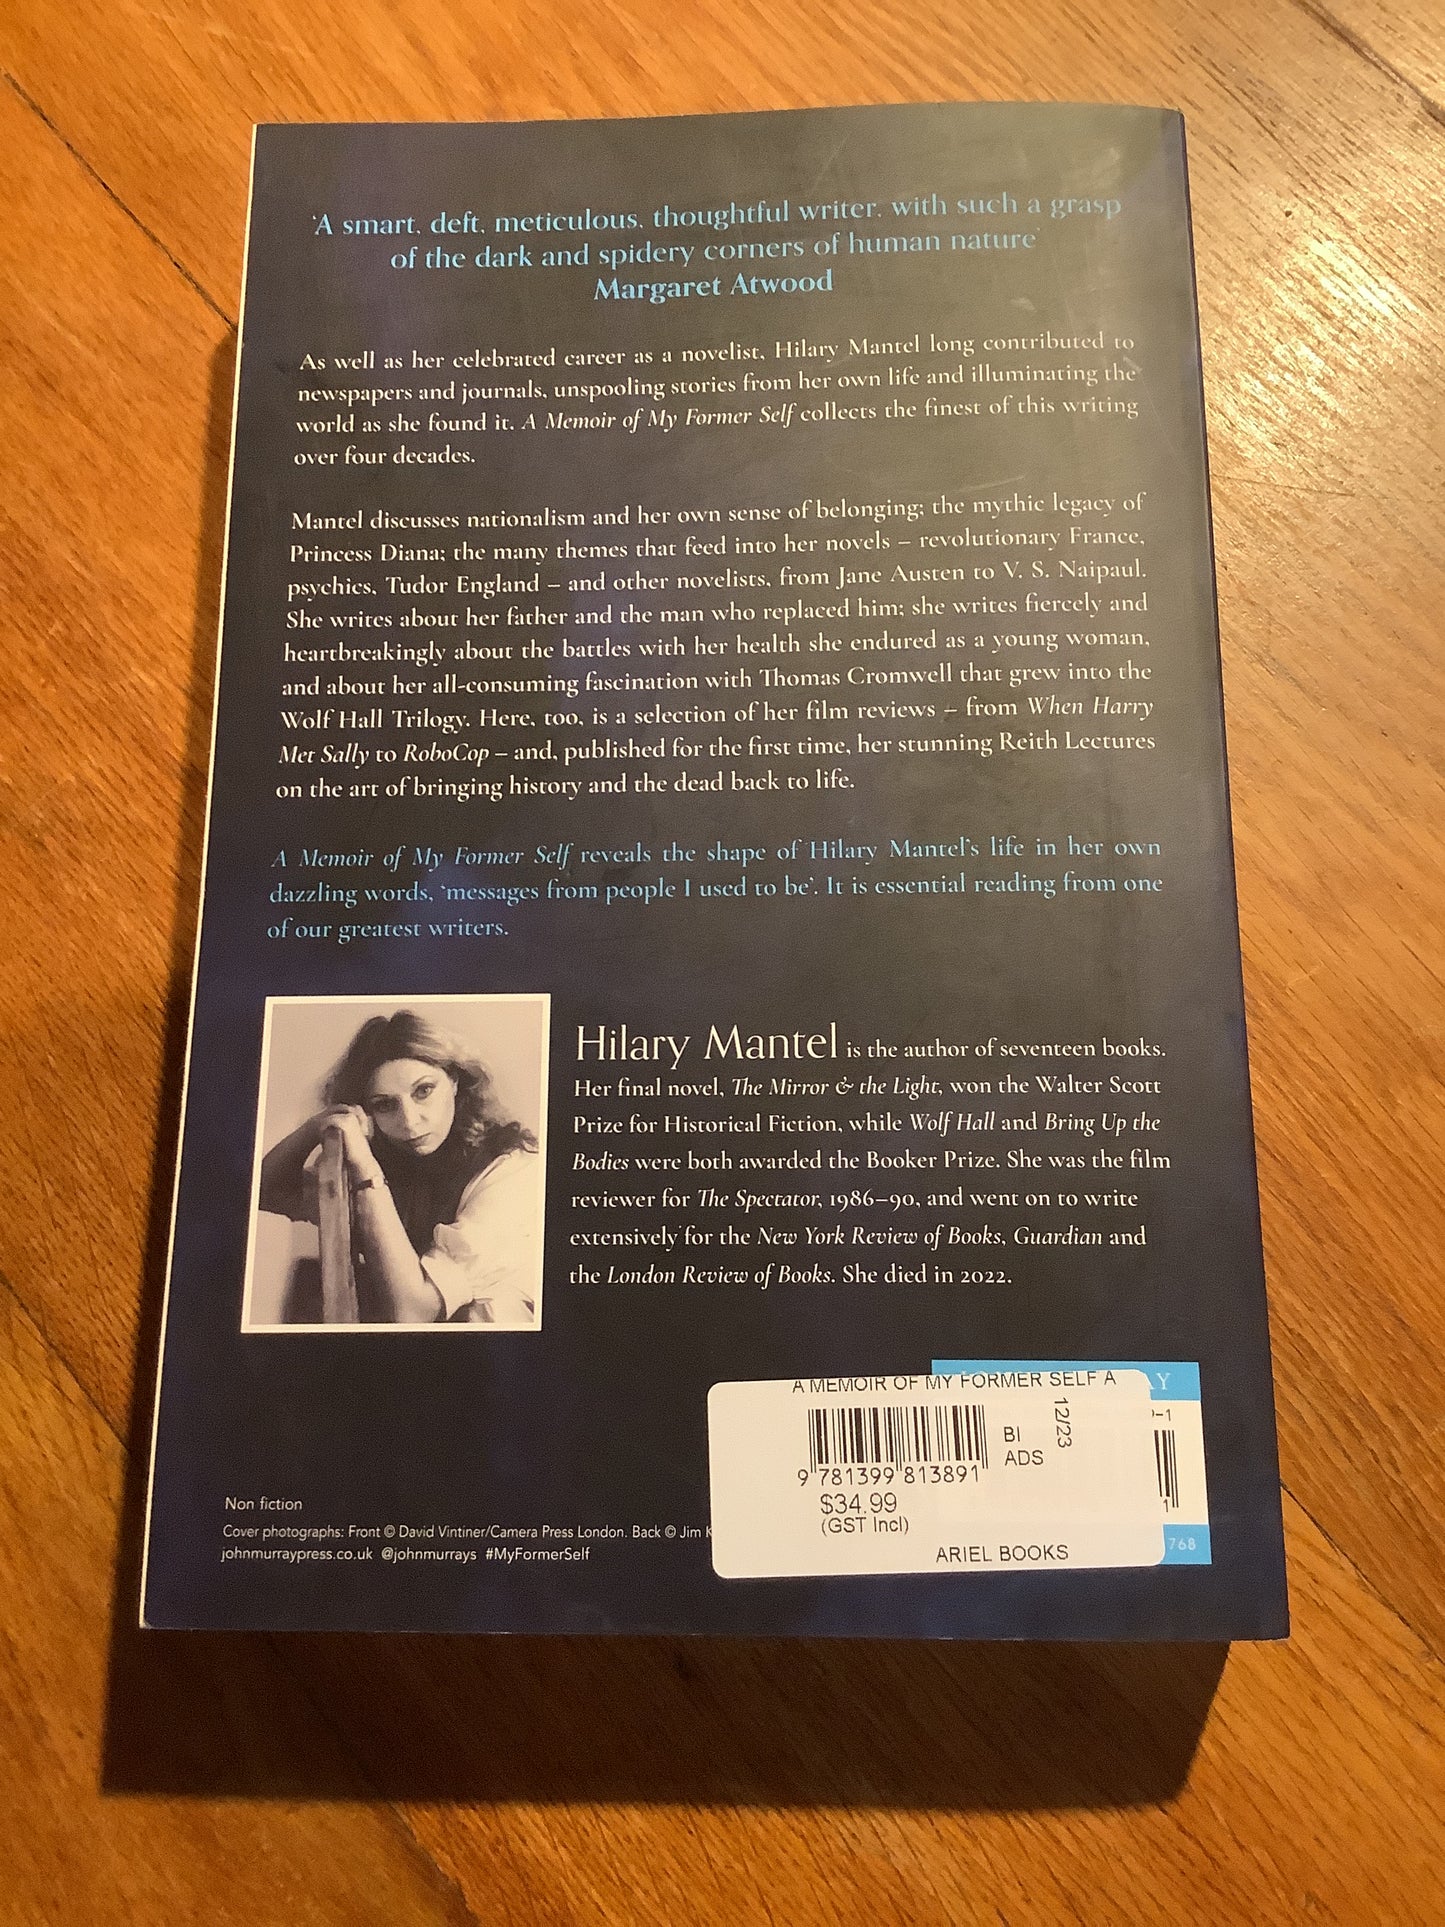 ‘A smart, deft, meticulous, thoughtful writer, with such a grasp
of the dark and spidery corners of human nature’
Margaret Atwood
As well as her celebrated career as a novelist, Hilary Mantel long contributed to
newspapers and journals, unspooling stories from her own life and illuminating the
world as she found it. A Memoir of My Former Self collects the finest of this writing
over four decades.
Mantel discusses nationalism and her own sense of belonging; the mythic legacy of
Princess Diana; the many themes that feed into her novels – revolutionary France,
psychics, Tudor England – and other novelists, from Jane Austen to V. S. Naipaul.
She writes about her father and the man who replaced him; she writes fiercely and
heartbreakingly about the battles with her health she endured as a young woman,
and about her all-consuming fascination with Thomas Cromwell that grew into the
Wolf Hall Trilogy. Here, too, is a selection of her film reviews – from When Harry
Met Sally to RoboCop – and, published for the first time, her stunning Reith Lectures
on the art of bringing history and the dead back to life.
A Memoir of My Former Self reveals the shape of Hilary Mantel’s life in her own
dazzling words, ‘messages from people I used to be’. It is essential reading from one
of our greatest writers.
Hilary Mantel is the author of seventeen books.
Her final novel, The Mirror & the Light, won the Walter Scott
Prize for Historical Fiction, while Wolf Hall and Bring Up the
Bodies were both awarded the Booker Prize. She was the film
reviewer for The Spectator, 1986–90, and went on to write
extensively for the New York Review of Books, Guardian and
the London Review of Books. She died in 2022.
AY
A MEMOIR OF MY FORMER SELF A
12/23
-1
BI
ADS
9 781399 813891
1
$34.99
(GST Incl)
ARIEL BOOKS
768
Non fiction
Cover photographs: Front © David Vintiner/Camera Press London. Back © Jim
johnmurraypress.co.uk @johnmurrays #MyFormerSelf